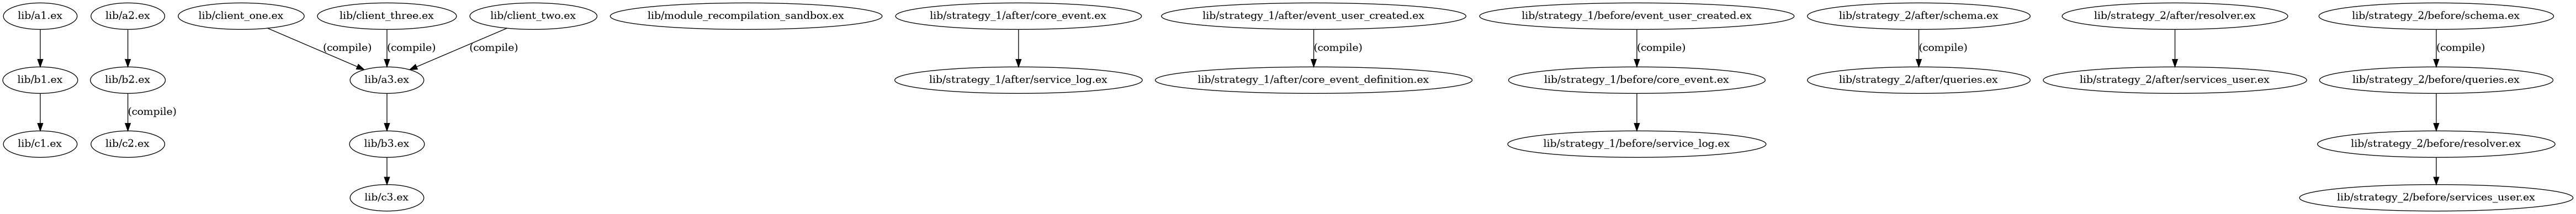 lib/a1.ex
lib/a2.ex
lib/client_one.ex
lib/client_three.ex
lib/client_two.ex
lib/module_recompilation_sandbox.ex
lib/strategy_1/after/core_event.ex
lib/strategy_1/after/event_user_created.ex
lib/strategy_1/before/event_user_created.ex
lib/strategy_2/after/schema.ex
lib/strategy_2/after/resolver.ex
lib/strategy_2/before/schema.ex
(compile)
(compile)
(compile)
(compile)
(compile)
(compile)
(compile)
lib/b1.ex
lib/b2.ex
lib/a3.ex
lib/strategy_1/after/service_log.ex
lib/strategy_1/after/core_event_definition.ex
lib/strategy_1/before/core_event.ex
lib/strategy_2/after/queries.ex
lib/strategy_2/after/services_user.ex
lib/strategy_2/before/queries.ex
(compile)
lib/c1.ex
lib/c2.ex
lib/b3.ex
lib/strategy_1/before/service_log.ex
lib/strategy_2/before/resolver.ex
lib/c3.ex
lib/strategy_2/before/services_user.ex